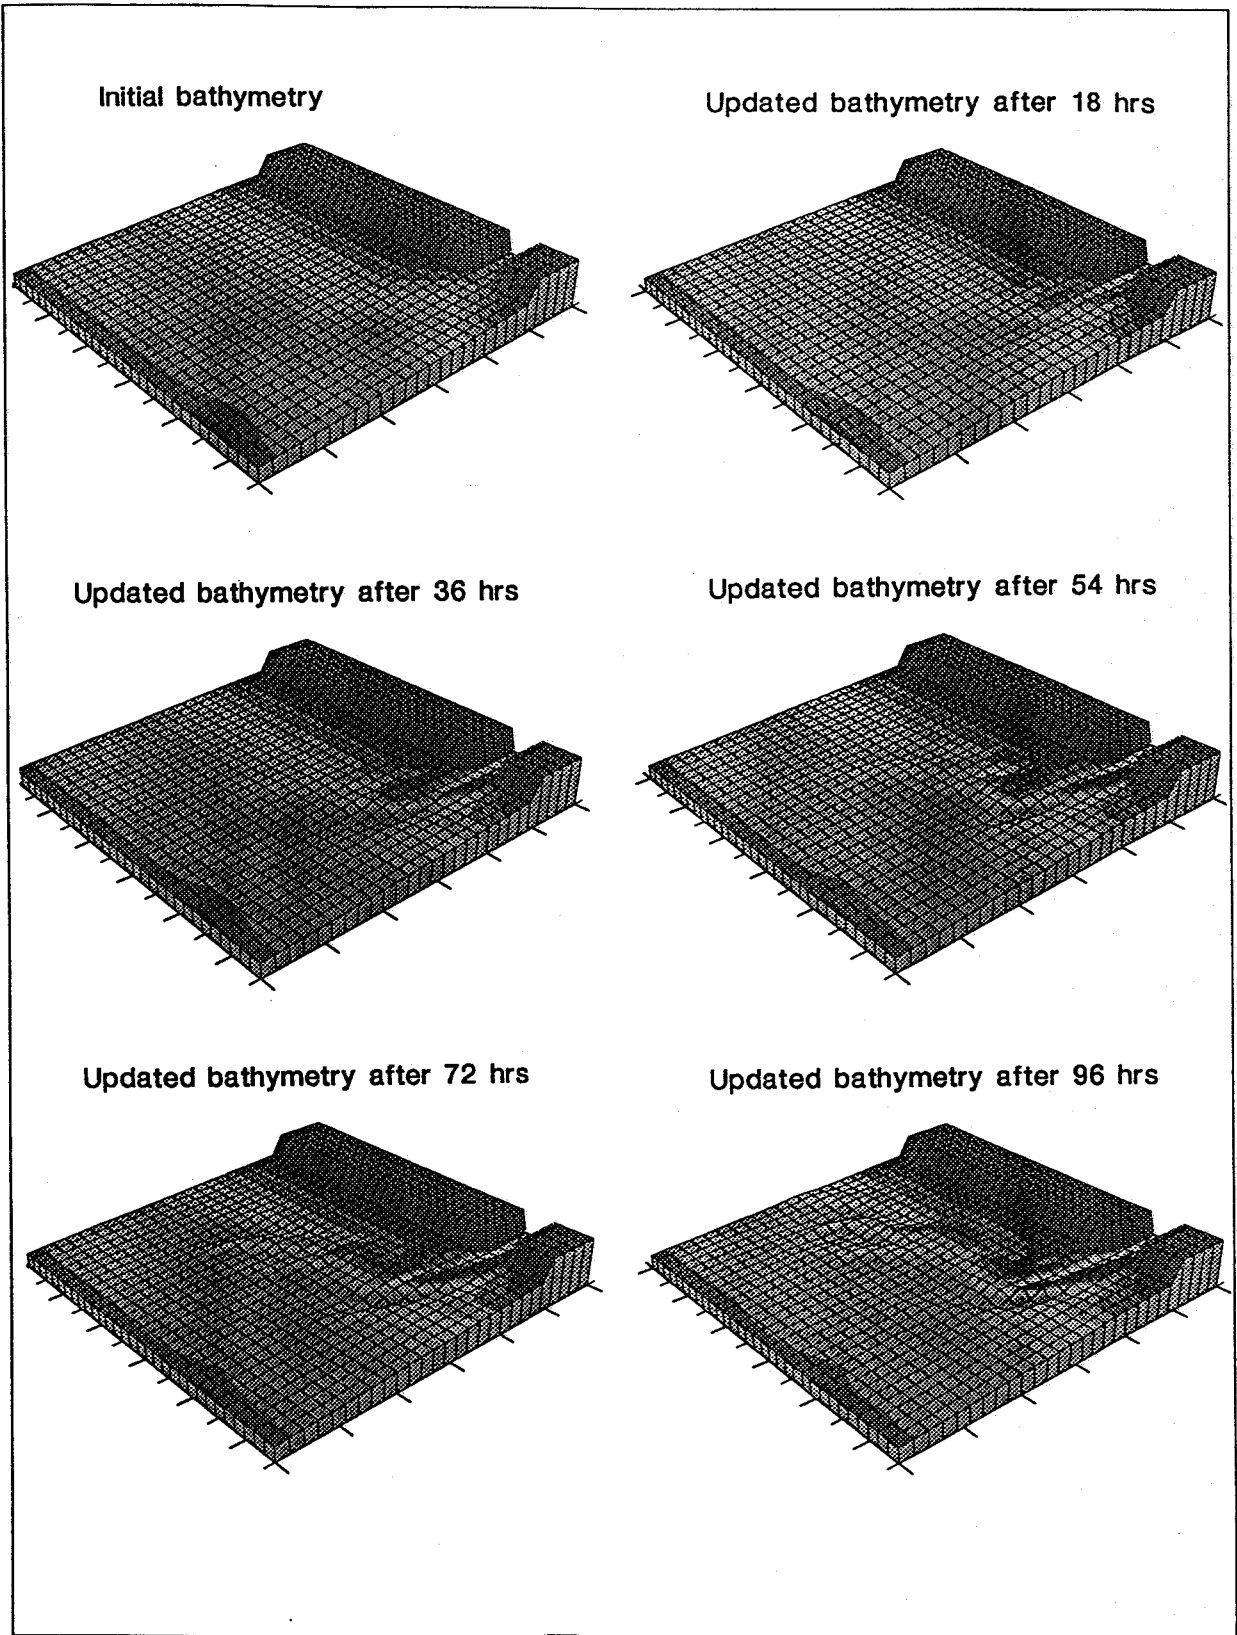 Initial bathymetry
Updated bathymetry after 18 hrs
Updated bathymetry after 36 hrs
Updated bathymetry after 54 hrs
Updated bathymetry after 72 hrs
Updated bathymetry after 96 hrs